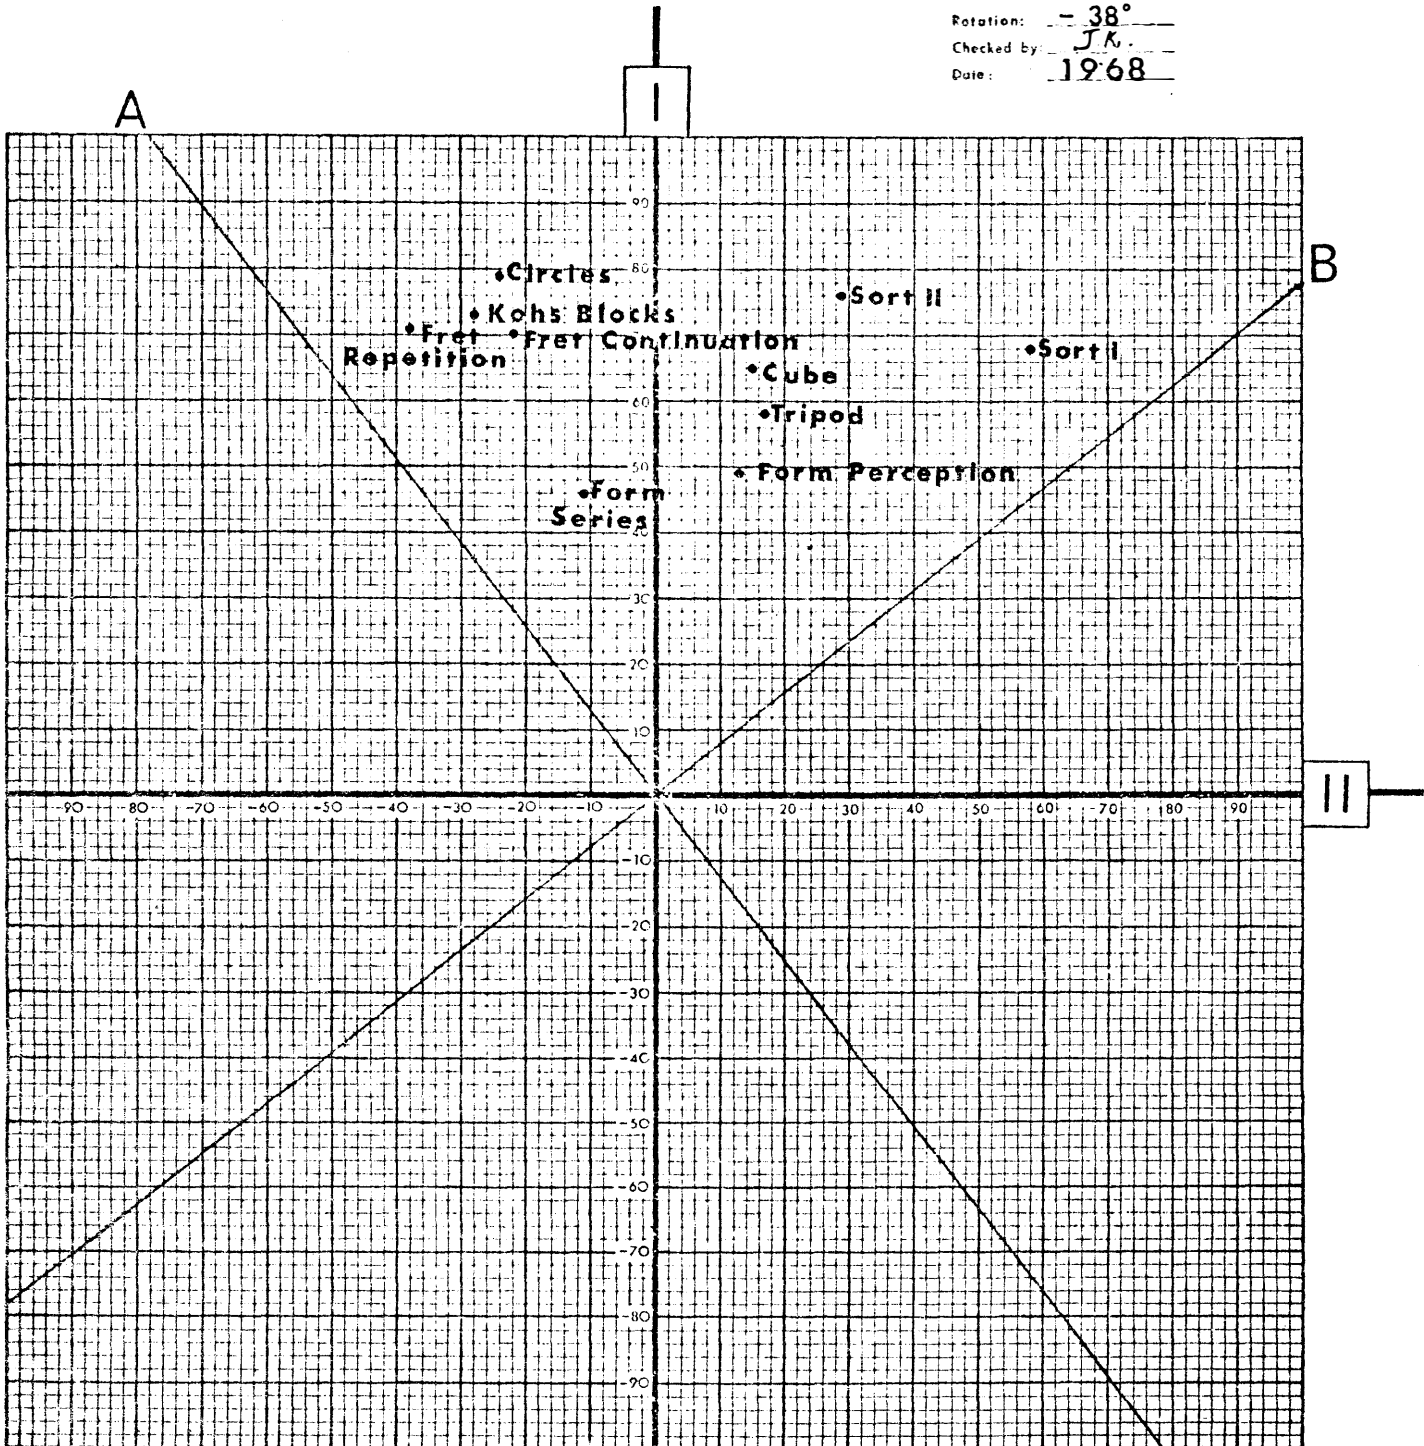 Rotation: - 38°
Checked by: J.K.
Date: 1968
I
A
B
90
80
Circles
Sort II
Kohs Blocks
Fret
Repetition
Fret Continuation
Sort I
Cube
60
Tripod
50
Form Perception
Form
Series
40
30
20
10
-90 -80 -70 -60 -50 -40 -30 -20 -10 10 20 30 40 50 60 70 80 90
II
-10
-20
-30
-40
-50
-60
-70
-80
-90